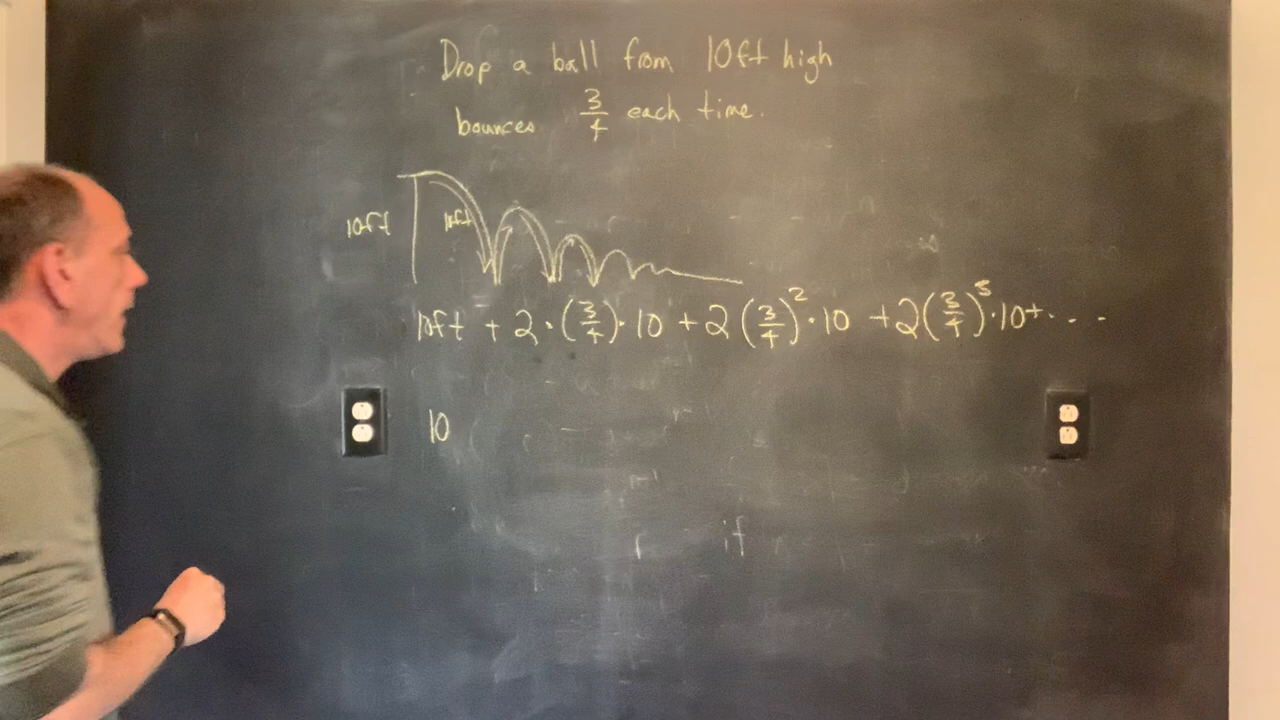 Drop a ball from 10ft high
bounces 3/4 each time.
10ft 10ft
10ft + 2·(3/4)·10 + 2(3/4)²·10 + 2(3/4)³·10+...
10
r if